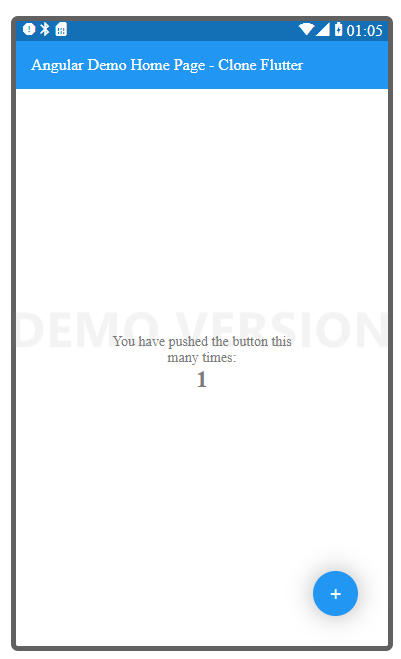 01:05
Angular Demo Home Page - Clone Flutter
DEMO VERSION
You have pushed the button this
many times:
1
+